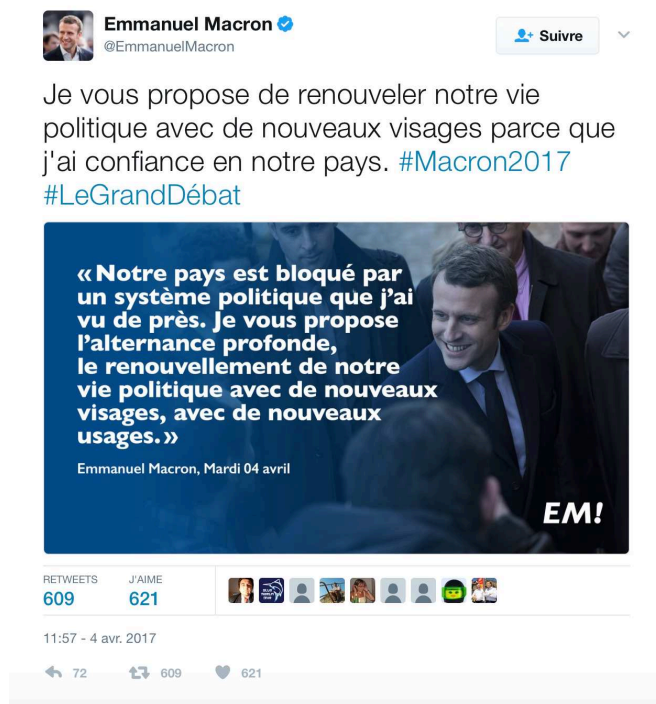 Emmanuel Macron
@EmmanuelMacron
Suivre
Je vous propose de renouveler notre vie
politique avec de nouveaux visages parce que
j'ai confiance en notre pays. #Macron2017
#LeGrandDébat
« Notre pays est bloqué par
un système politique que j'ai
vu de près. Je vous propose
l'alternance profonde,
le renouvellement de notre
vie politique avec de nouveaux
visages, avec de nouveaux
usages. »
Emmanuel Macron, Mardi 04 avril
EM!
RETWEETS J'AIME
609 621
11:57 - 4 avr. 2017
72 609 621